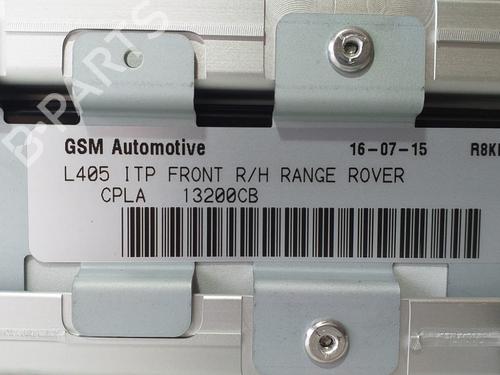 B-PARTS
GSM Automotive 16-07-15
L405 ITP FRONT R/H RANGE ROVER
CPLA 13200CB